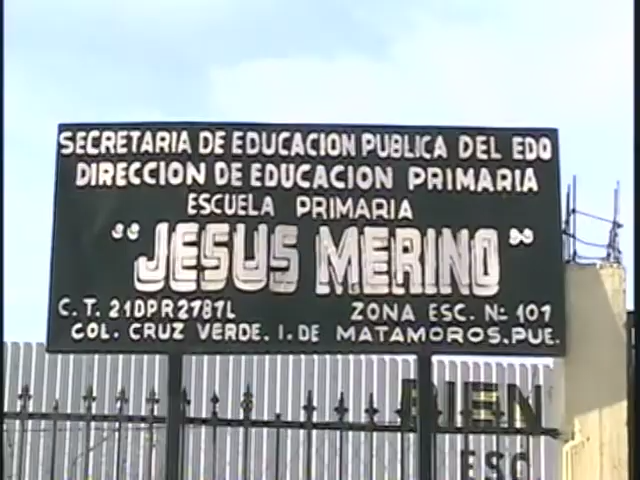 SECRETARIA DE EDUCACION PUBLICA DEL EDO
DIRECCION DE EDUCACION PRIMARIA
ESCUELA PRIMARIA
"JESUS MERINO"
C.T. 21DPR2787L ZONA ESC. Nº 101
COL. CRUZ VERDE. I. DE MATAMOROS. PUE.
BIEN
ESC.